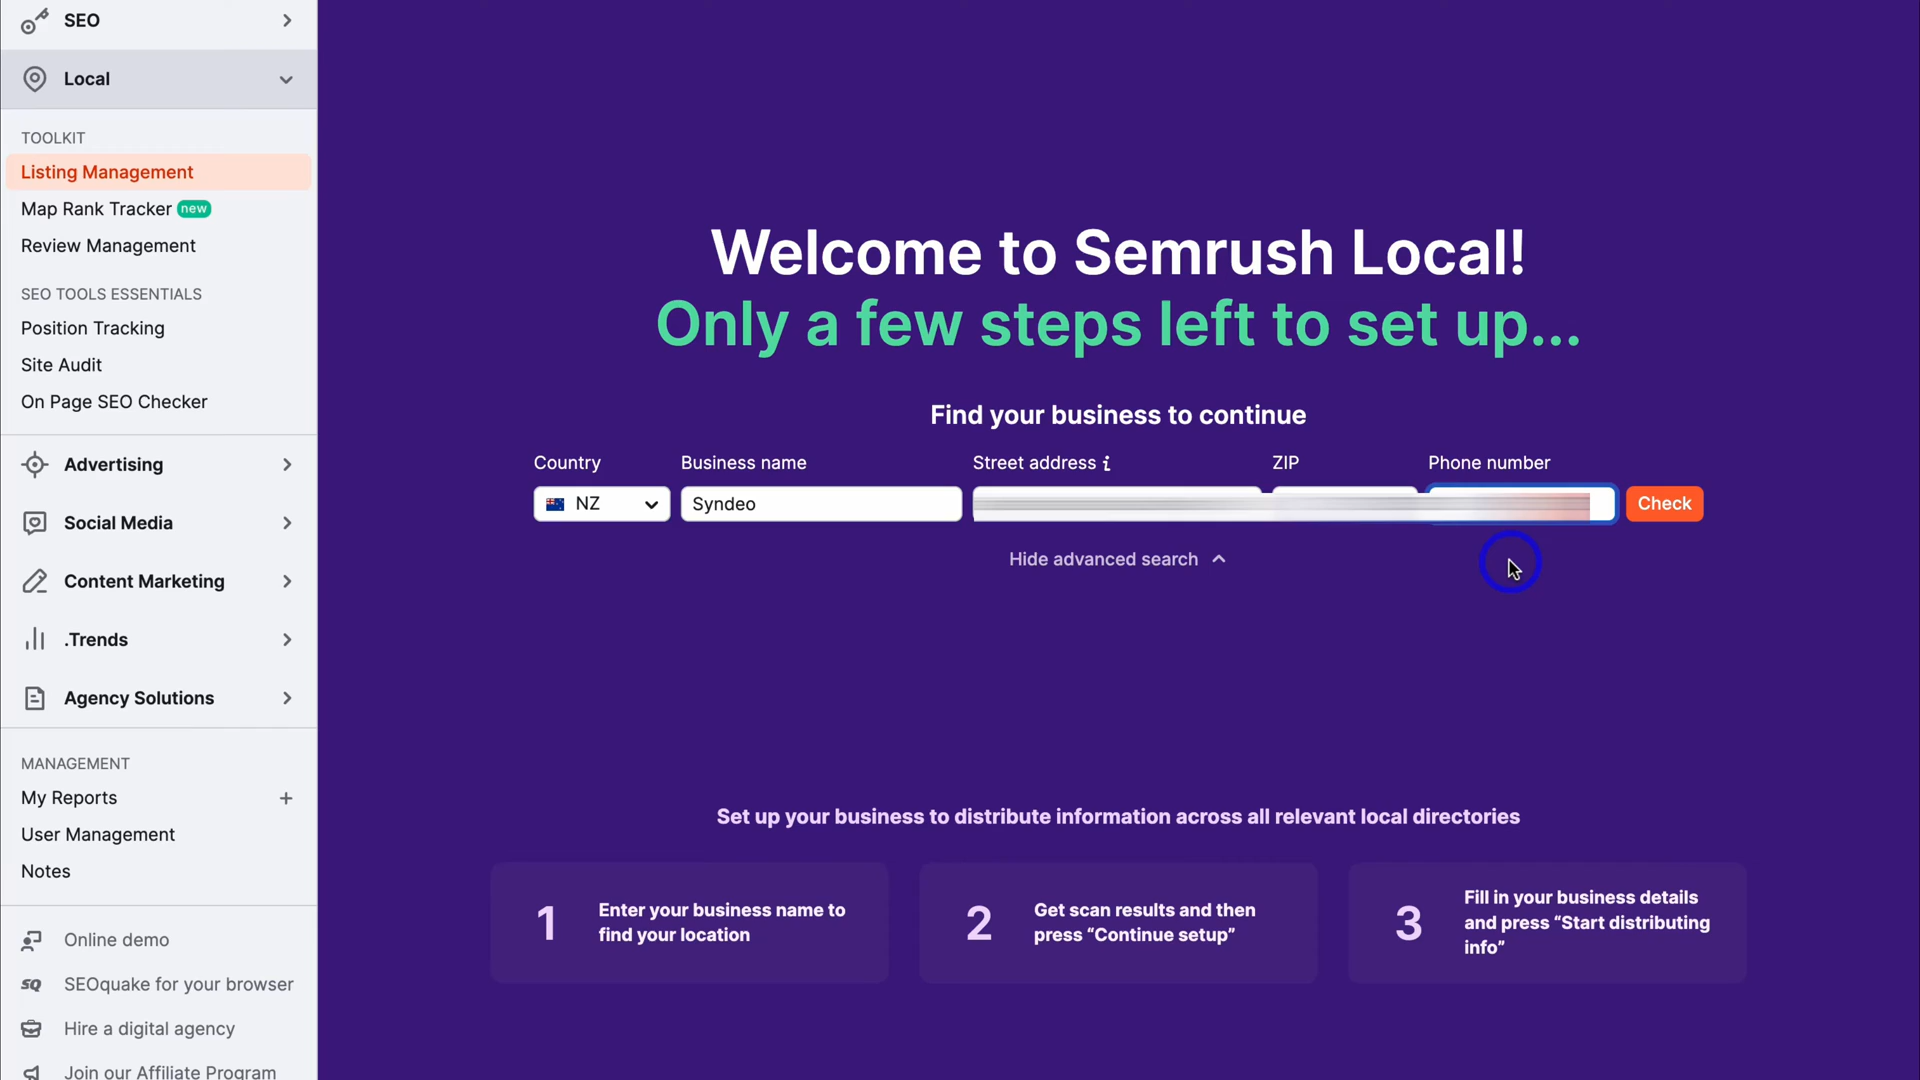 SEO
Local
TOOLKIT
Listing Management
Map Rank Tracker new
Review Management
SEO TOOLS ESSENTIALS
Position Tracking
Site Audit
On Page SEO Checker
Advertising
Social Media
Content Marketing
.Trends
Agency Solutions
MANAGEMENT
My Reports +
User Management
Notes
Online demo
SQ SEOquake for your browser
Hire a digital agency
Join our Affiliate Program
Welcome to Semrush Local!
Only a few steps left to set up...
Find your business to continue
Country Business name Street address i ZIP Phone number
NZ Syndeo Check
Hide advanced search
Set up your business to distribute information across all relevant local directories
1
Enter your business name to
find your location
2
Get scan results and then
press “Continue setup”
3
Fill in your business details
and press “Start distributing
info”